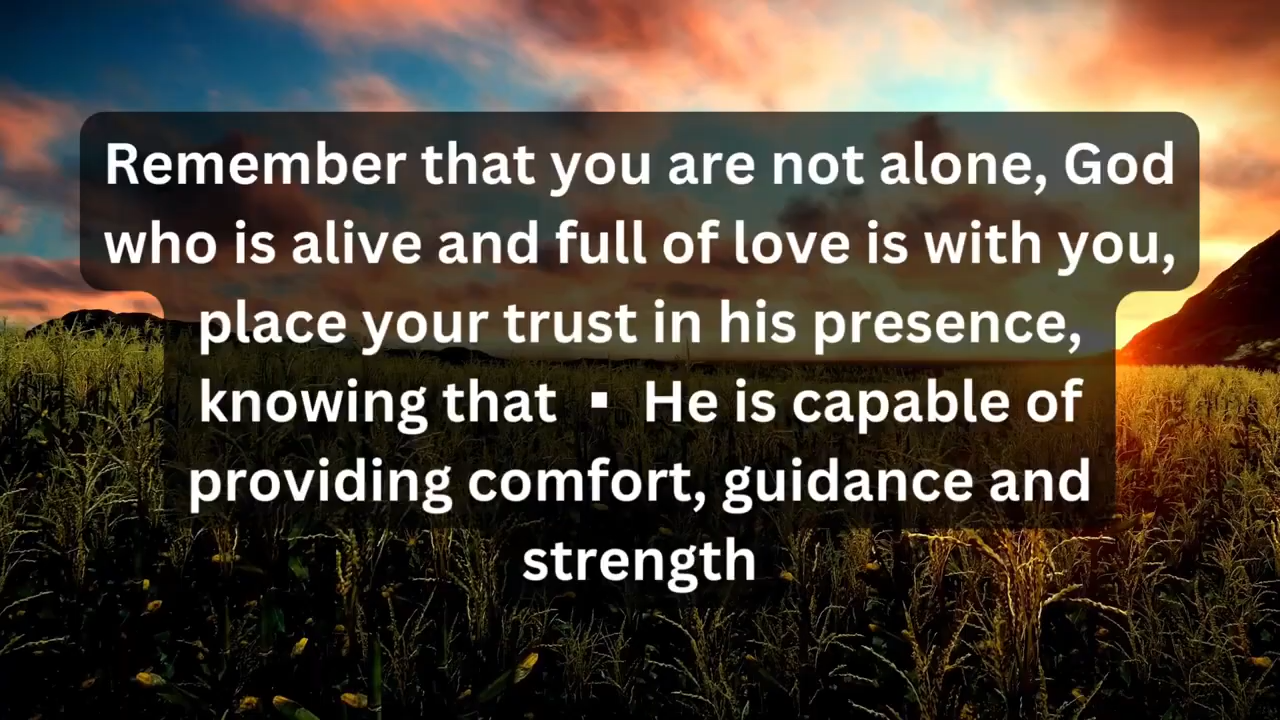 Remember that you are not alone, God
who is alive and full of love is with you,
place your trust in his presence,
knowing that ▪ He is capable of
providing comfort, guidance and
strength